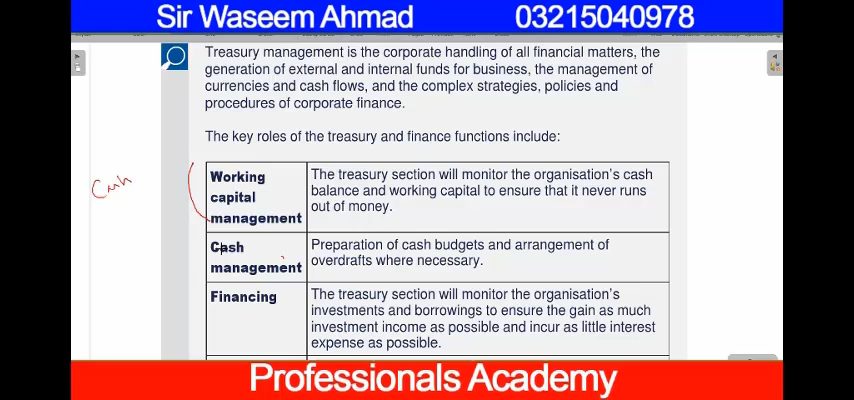 Sir Waseem Ahmad 03215040978
Treasury management is the corporate handling of all financial matters, the
generation of external and internal funds for business, the management of
currencies and cash flows, and the complex strategies, policies and
procedures of corporate finance.
The key roles of the treasury and finance functions include:
Working
capital
management
The treasury section will monitor the organisation's cash
balance and working capital to ensure that it never runs
out of money.
Cash
Cash
management
Preparation of cash budgets and arrangement of
overdrafts where necessary.
Financing
The treasury section will monitor the organisation's
investments and borrowings to ensure the gain as much
investment income as possible and incur as little interest
expense as possible.
Professionals Academy